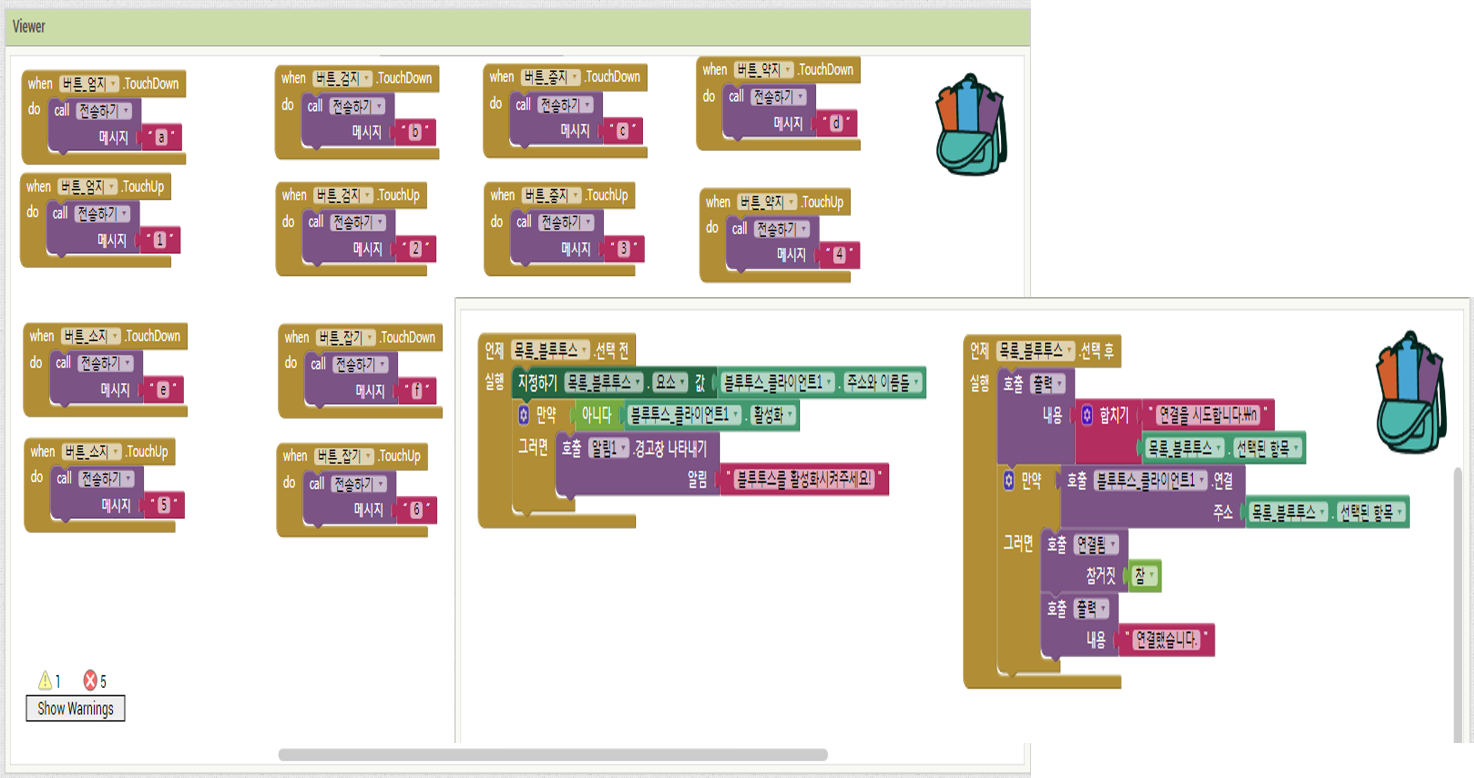 Viewer
when 버튼_엄지 .TouchDown
do call 전송하기
메시지 " a "
when 버튼_검지 .TouchDown
do call 전송하기
메시지 " b "
when 버튼_중지 .TouchDown
do call 전송하기
메시지 " c "
when 버튼_약지 .TouchDown
do call 전송하기
메시지 " d "
when 버튼_엄지 .TouchUp
do call 전송하기
메시지 " 1 "
when 버튼_검지 .TouchUp
do call 전송하기
메시지 " 2 "
when 버튼_중지 .TouchUp
do call 전송하기
메시지 " 3 "
when 버튼_약지 .TouchUp
do call 전송하기
메시지 " 4 "
when 버튼_소지 .TouchDown
do call 전송하기
메시지 " e "
when 버튼_잡기 .TouchDown
do call 전송하기
메시지 " f "
when 버튼_소지 .TouchUp
do call 전송하기
메시지 " 5 "
when 버튼_잡기 .TouchUp
do call 전송하기
메시지 " 6 "
1 5
Show Warnings
언제 목록_블루투스 .선택 전
실행 지정하기 목록_블루투스 . 요소 값 블루투스_클라이언트1 . 주소와 이름들
만약 아니다 블루투스_클라이언트1 . 활성화
그러면 호출 알림1 .경고창 나타내기
알림 " 블루투스를 활성화시켜주세요! "
언제 목록_블루투스 .선택 후
실행 호출 출력
내용 합치기 " 연결을 시도합니다.₩n "
목록_블루투스 . 선택된 항목
만약 호출 블루투스_클라이언트1 .연결
주소 목록_블루투스 . 선택된 항목
그러면 호출 연결됨
참거짓 참
호출 출력
내용 " 연결했습니다. "